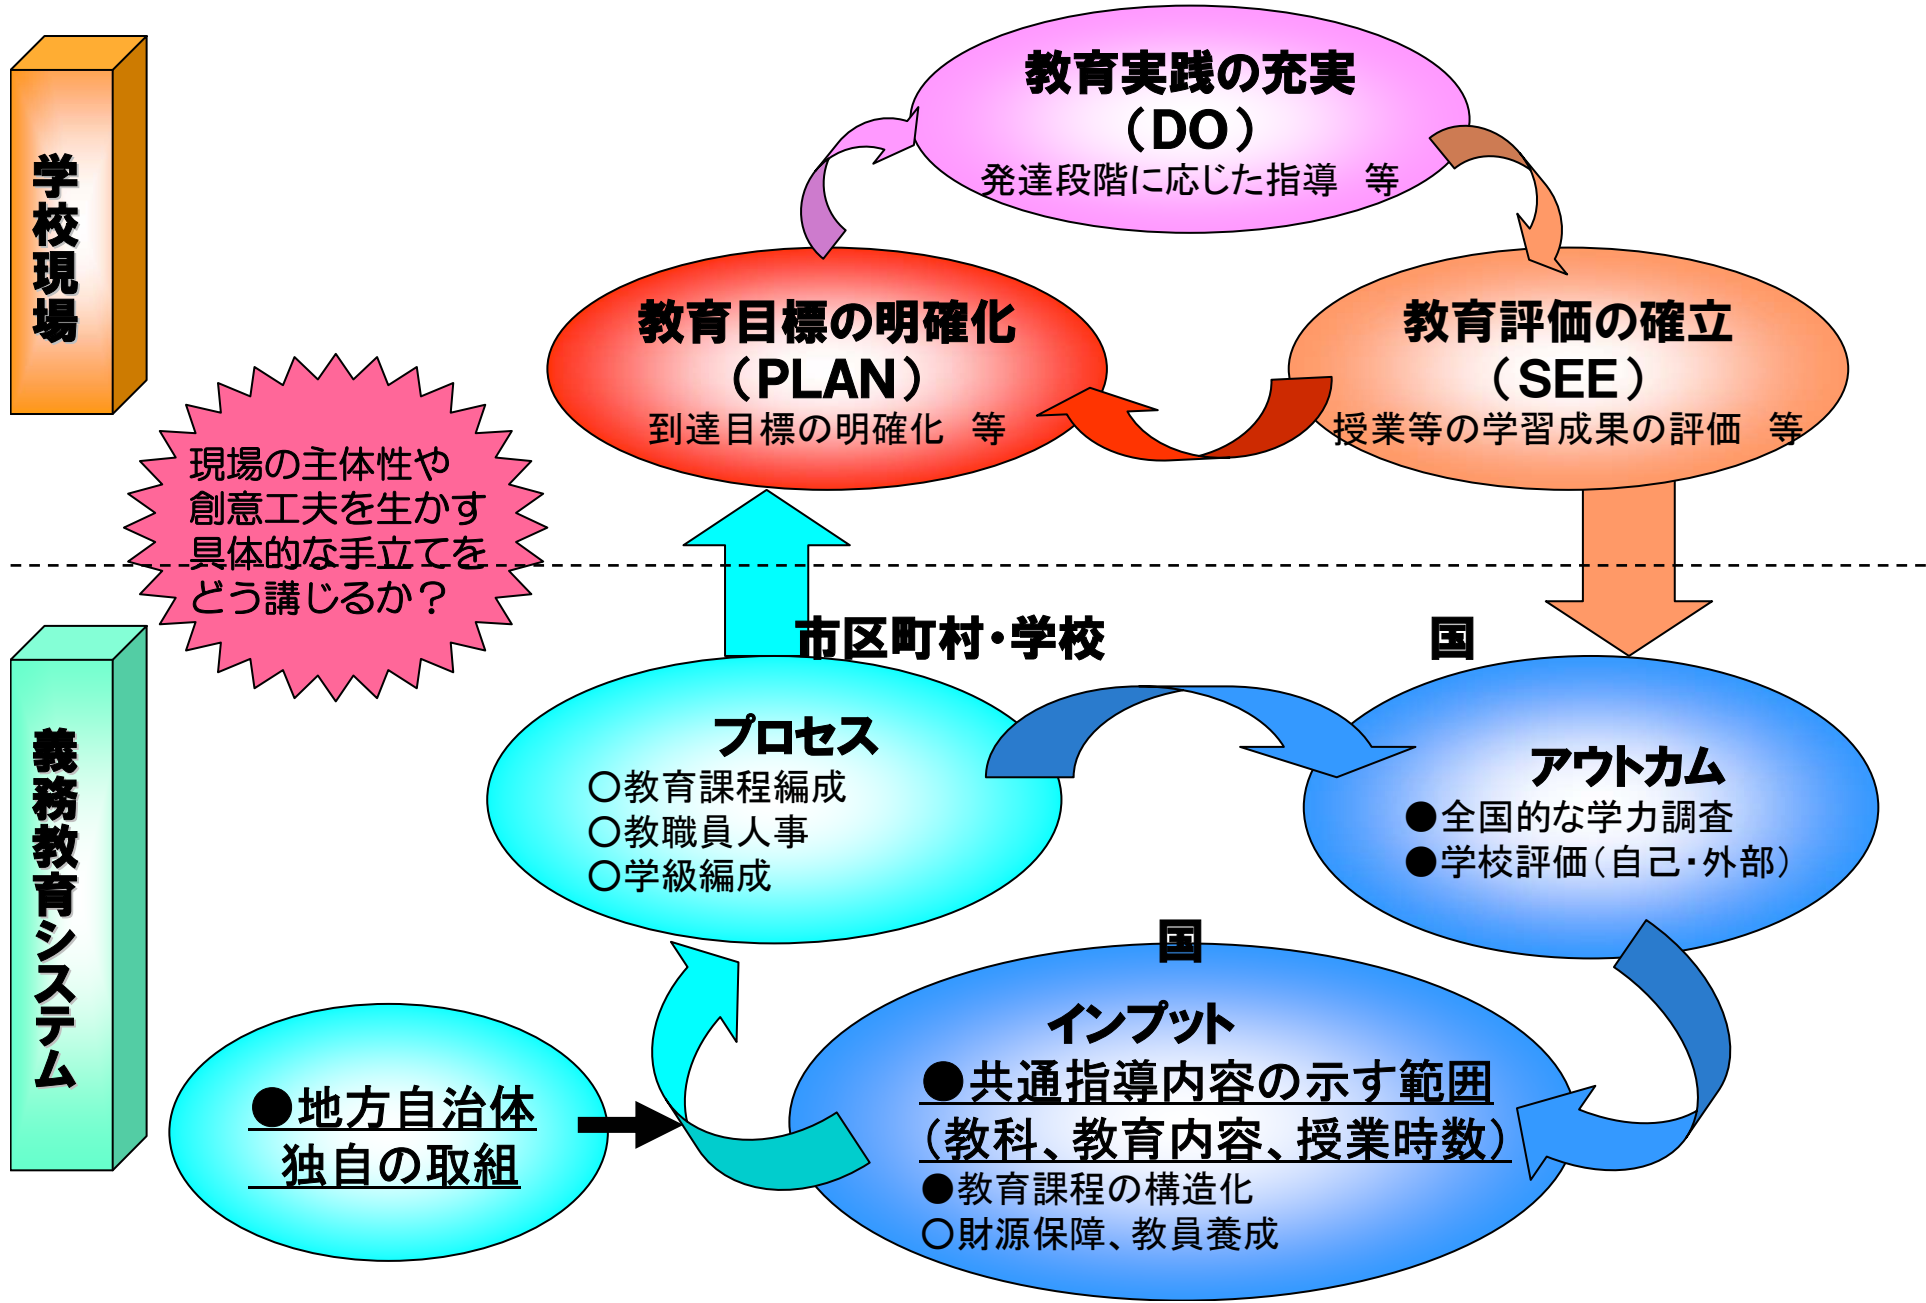 学校現場
教育実践の充実
（DO）
発達段階に応じた指導　等
教育目標の明確化
（PLAN）
到達目標の明確化　等
教育評価の確立
（SEE）
授業等の学習成果の評価　等
現場の主体性や
創意工夫を生かす
具体的な手立てを
どう講じるか？
義務教育システム
市区町村・学校
プロセス
○教育課程編成
○教職員人事
○学級編成
国
アウトカム
●全国的な学力調査
●学校評価（自己・外部）
国
インプット
●共通指導内容の示す範囲
（教科、教育内容、授業時数）
●教育課程の構造化
○財源保障、教員養成
●地方自治体
独自の取組